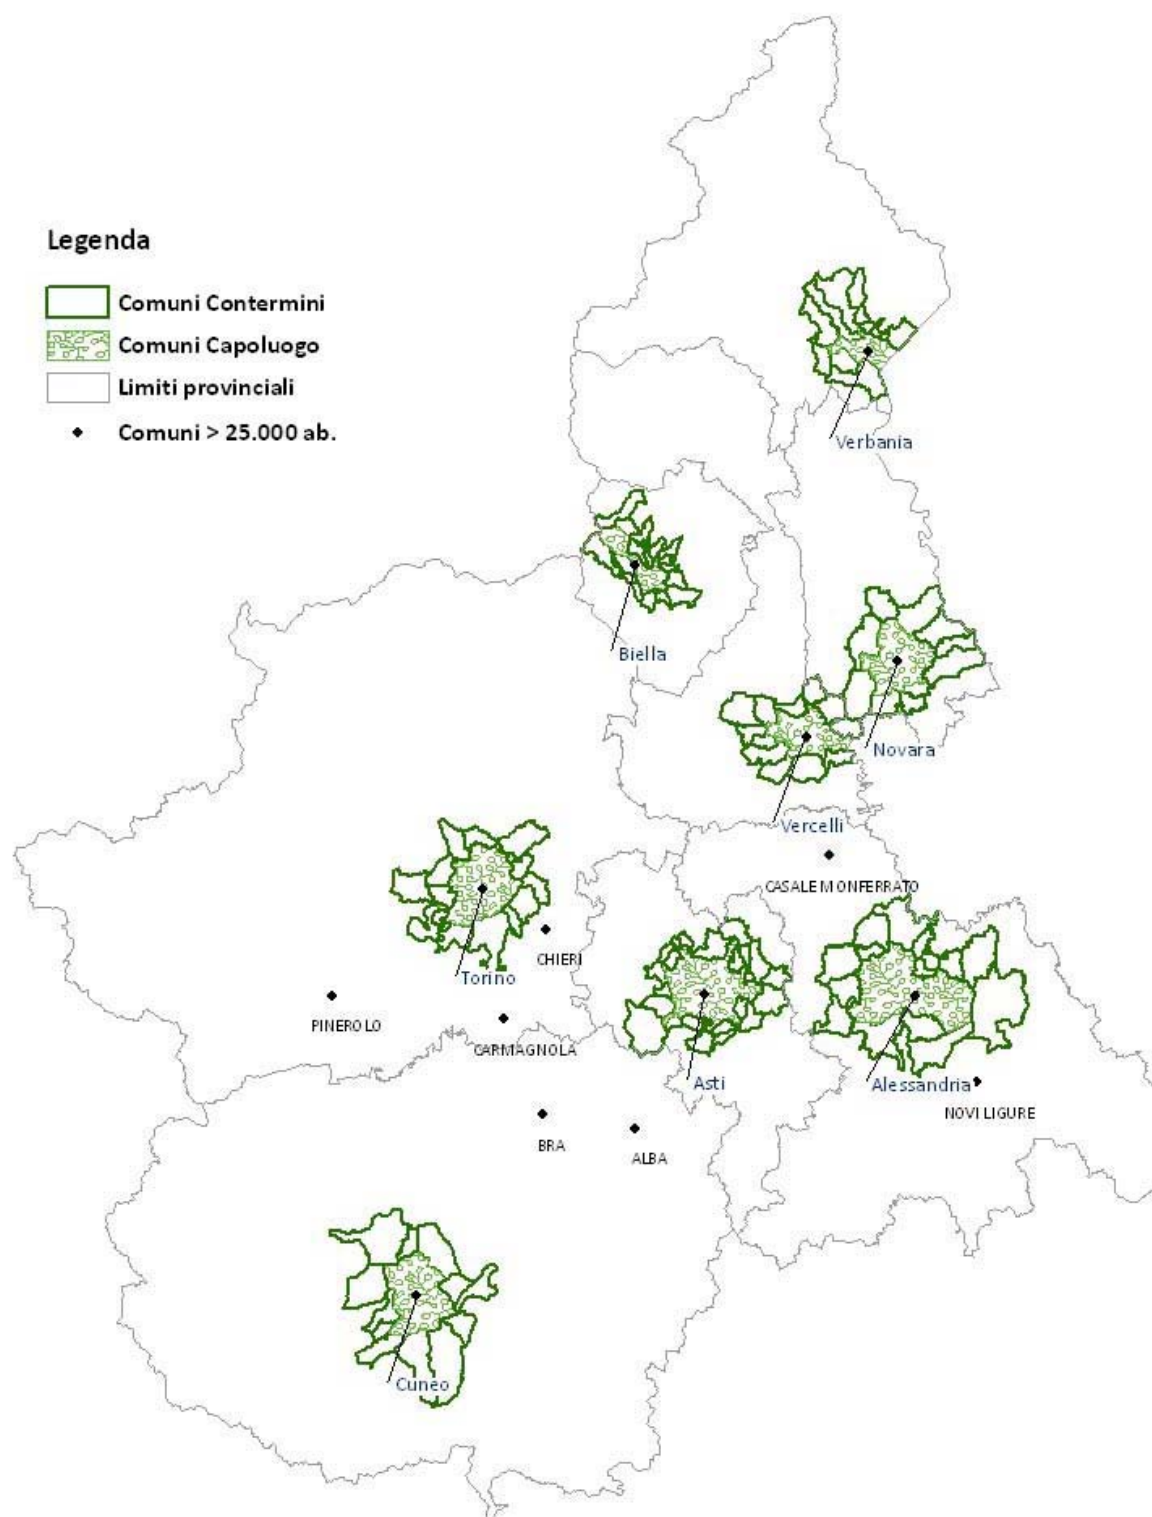 Legenda
Comuni Contermini
Comuni Capoluogo
Limiti provinciali
Comuni > 25.000 ab.
Verbania
Biella
Novara
Vercelli
CASALE MONFERRATO
CHIERI
Torino
PINEROLO
CARMAGNOLA
Asti
Alessandria
NOVI LIGURE
BRA
ALBA
Cuneo